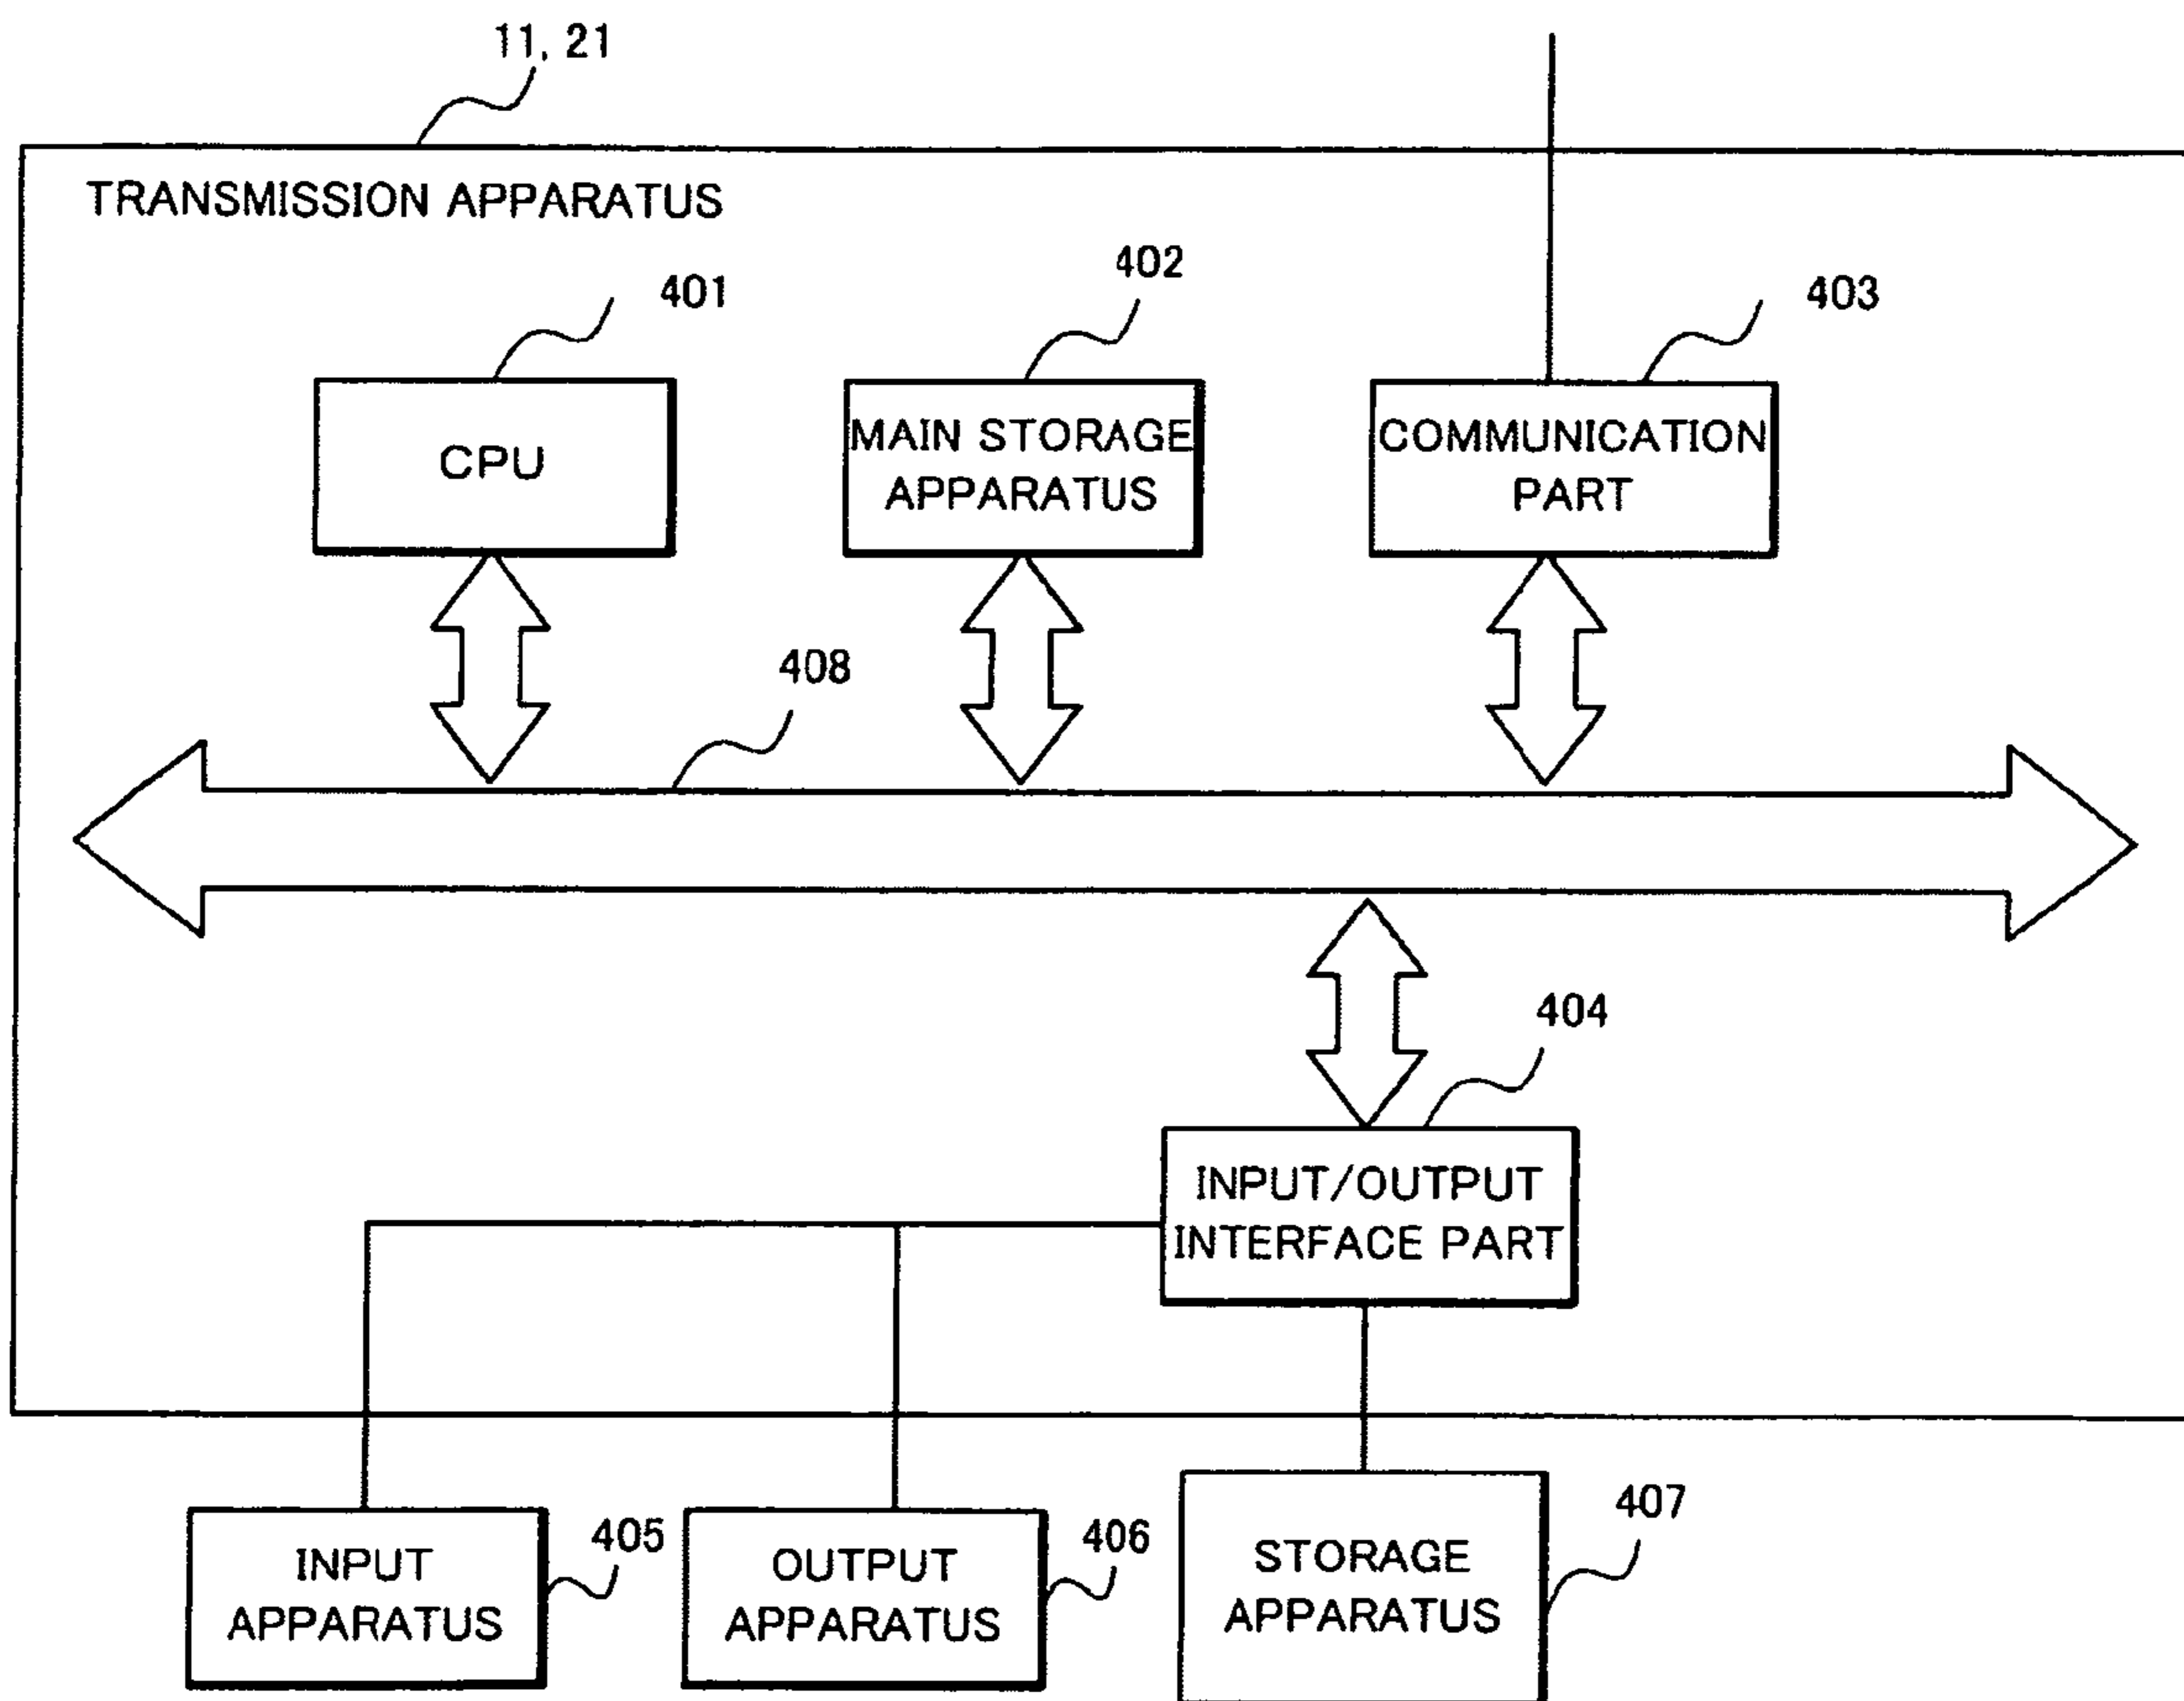 11, 21
TRANSMISSION APPARATUS
401
402
403
CPU
MAIN STORAGE
APPARATUS
COMMUNICATION
PART
408
404
INPUT/OUTPUT
INTERFACE PART
405
406
407
INPUT
APPARATUS
OUTPUT
APPARATUS
STORAGE
APPARATUS